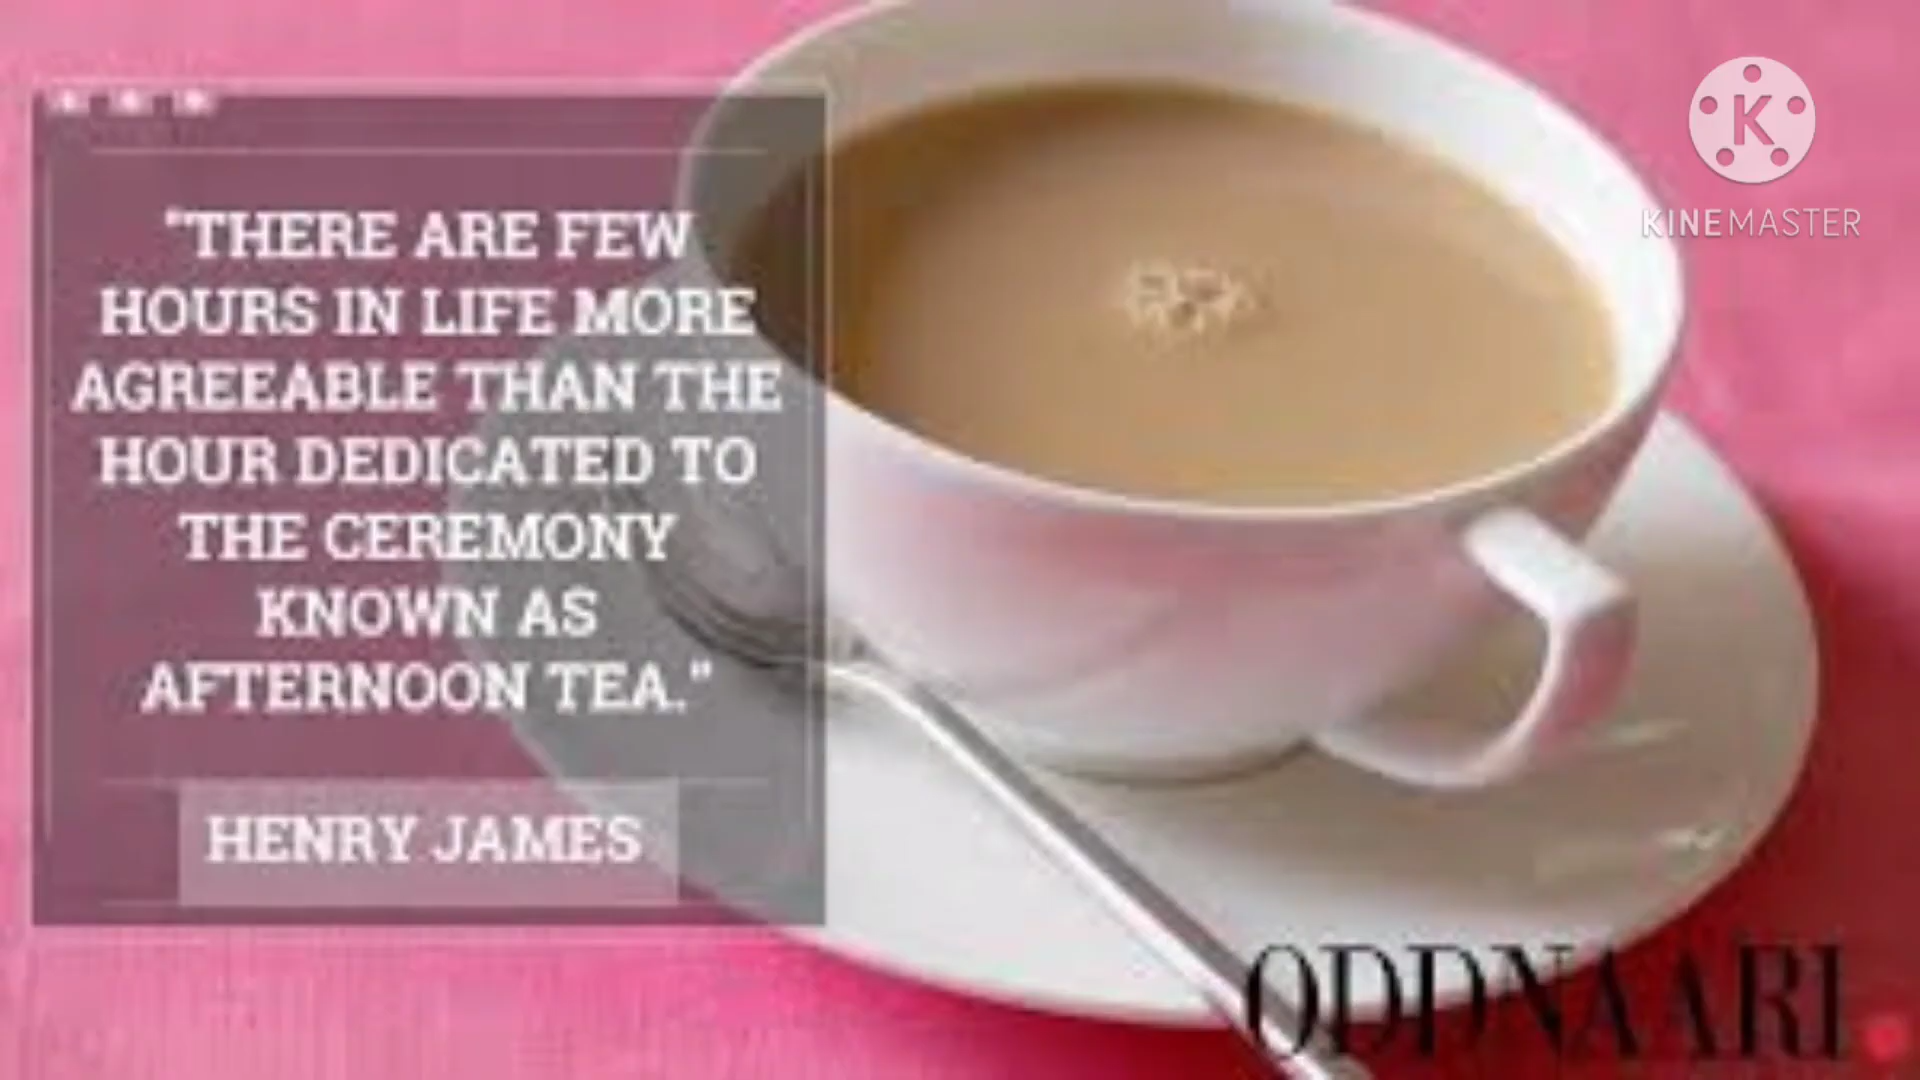 "THERE ARE FEW
HOURS IN LIFE MORE
AGREEABLE THAN THE
HOUR DEDICATED TO
THE CEREMONY
KNOWN AS
AFTERNOON TEA."
HENRY JAMES
K
KINEMASTER
ODDNAARI